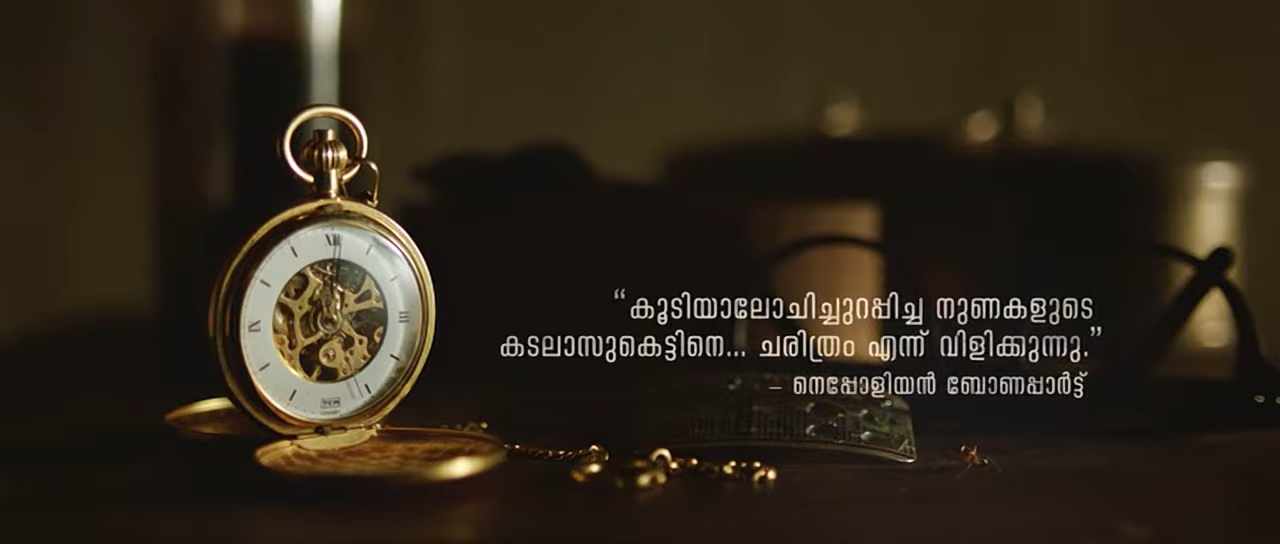 “കൂടിയാലോചിച്ചുറപ്പിച്ച നുണകളുടെ
കടലാസുകെട്ടിനെ... ചരിത്രം എന്ന് വിളിക്കുന്നു.”
– നെപ്പോളിയൻ ബോണപ്പാർട്ട്